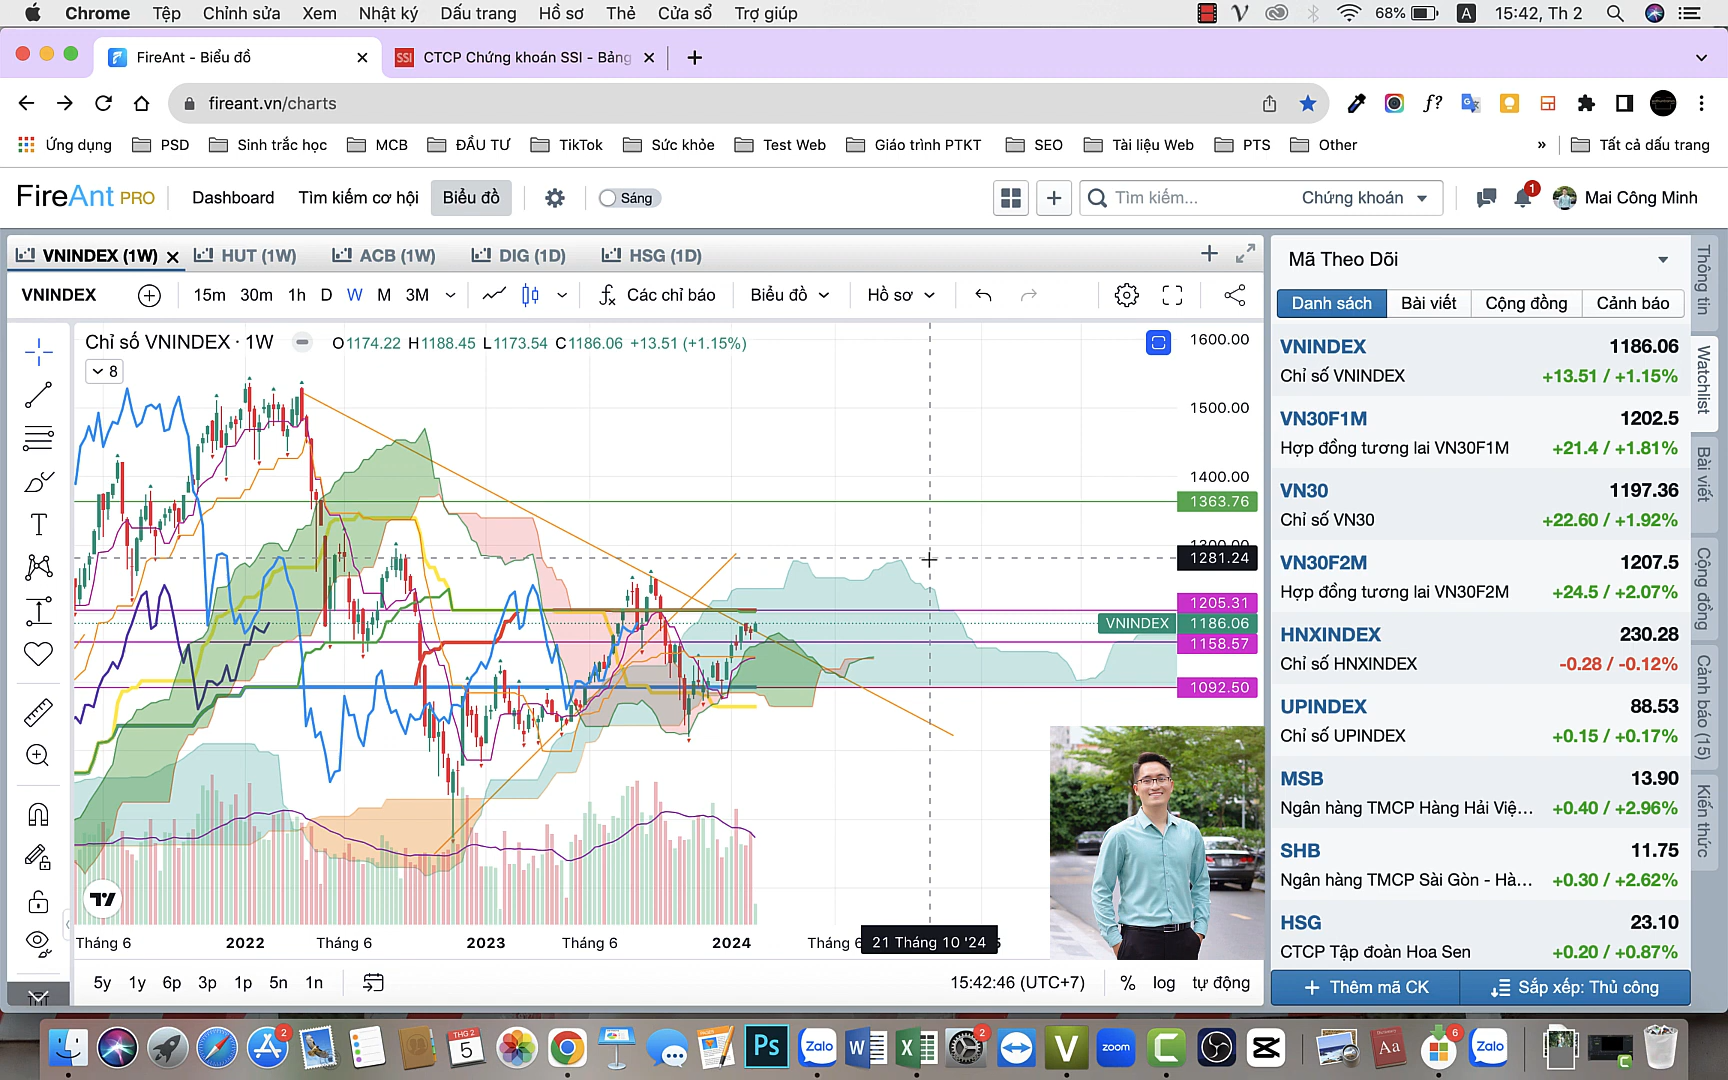 Chrome Tệp Chỉnh sửa Xem Nhật ký Dấu trang Hồ sơ Thẻ Cửa sổ Trợ giúp 68% A 15:42, Th 2
FireAnt - Biểu đồ CTCP Chứng khoán SSI - Bảng
fireant.vn/charts f?
Ứng dụng PSD Sinh trắc học MCB ĐẦU TƯ TikTok Sức khỏe Test Web Giáo trình PTKT SEO Tài liệu Web PTS Other » Tất cả dấu trang
FireAnt PRO Dashboard Tìm kiếm cơ hội Biểu đồ Sáng Tìm kiếm... Chứng khoán 1 Mai Công Minh
VNINDEX (1W) HUT (1W) ACB (1W) DIG (1D) HSG (1D)
VNINDEX 15m 30m 1h D W M 3M Các chỉ báo Biểu đồ Hồ sơ
Chỉ số VNINDEX · 1W O1174.22 H1188.45 L1173.54 C1186.06 +13.51 (+1.15%)
8
1600.00
1500.00
1400.00
1363.76
1300.00
1281.24
1205.31
VNINDEX 1186.06
1158.57
1092.50
Tháng 6 2022 Tháng 6 2023 Tháng 6 2024 Tháng 6 21 Tháng 10 '24
5y 1y 6p 3p 1p 5n 1n 15:42:46 (UTC+7) % log tự động
Mã Theo Dõi
Danh sách Bài viết Cộng đồng Cảnh báo
VNINDEX 1186.06
Chỉ số VNINDEX +13.51 / +1.15%
VN30F1M 1202.5
Hợp đồng tương lai VN30F1M +21.4 / +1.81%
VN30 1197.36
Chỉ số VN30 +22.60 / +1.92%
VN30F2M 1207.5
Hợp đồng tương lai VN30F2M +24.5 / +2.07%
HNXINDEX 230.28
Chỉ số HNXINDEX -0.28 / -0.12%
UPINDEX 88.53
Chỉ số UPINDEX +0.15 / +0.17%
MSB 13.90
Ngân hàng TMCP Hàng Hải Việ... +0.40 / +2.96%
SHB 11.75
Ngân hàng TMCP Sài Gòn - Hà... +0.30 / +2.62%
HSG 23.10
CTCP Tập đoàn Hoa Sen +0.20 / +0.87%
Thêm mã CK Sắp xếp: Thủ công
Thông tin
Watchlist
Bài viết
Cộng đồng
Cảnh báo (15)
Kiến thức
2 THG 2 5 Ps Zalo W X 2 V zoom C Aa 6 Zalo